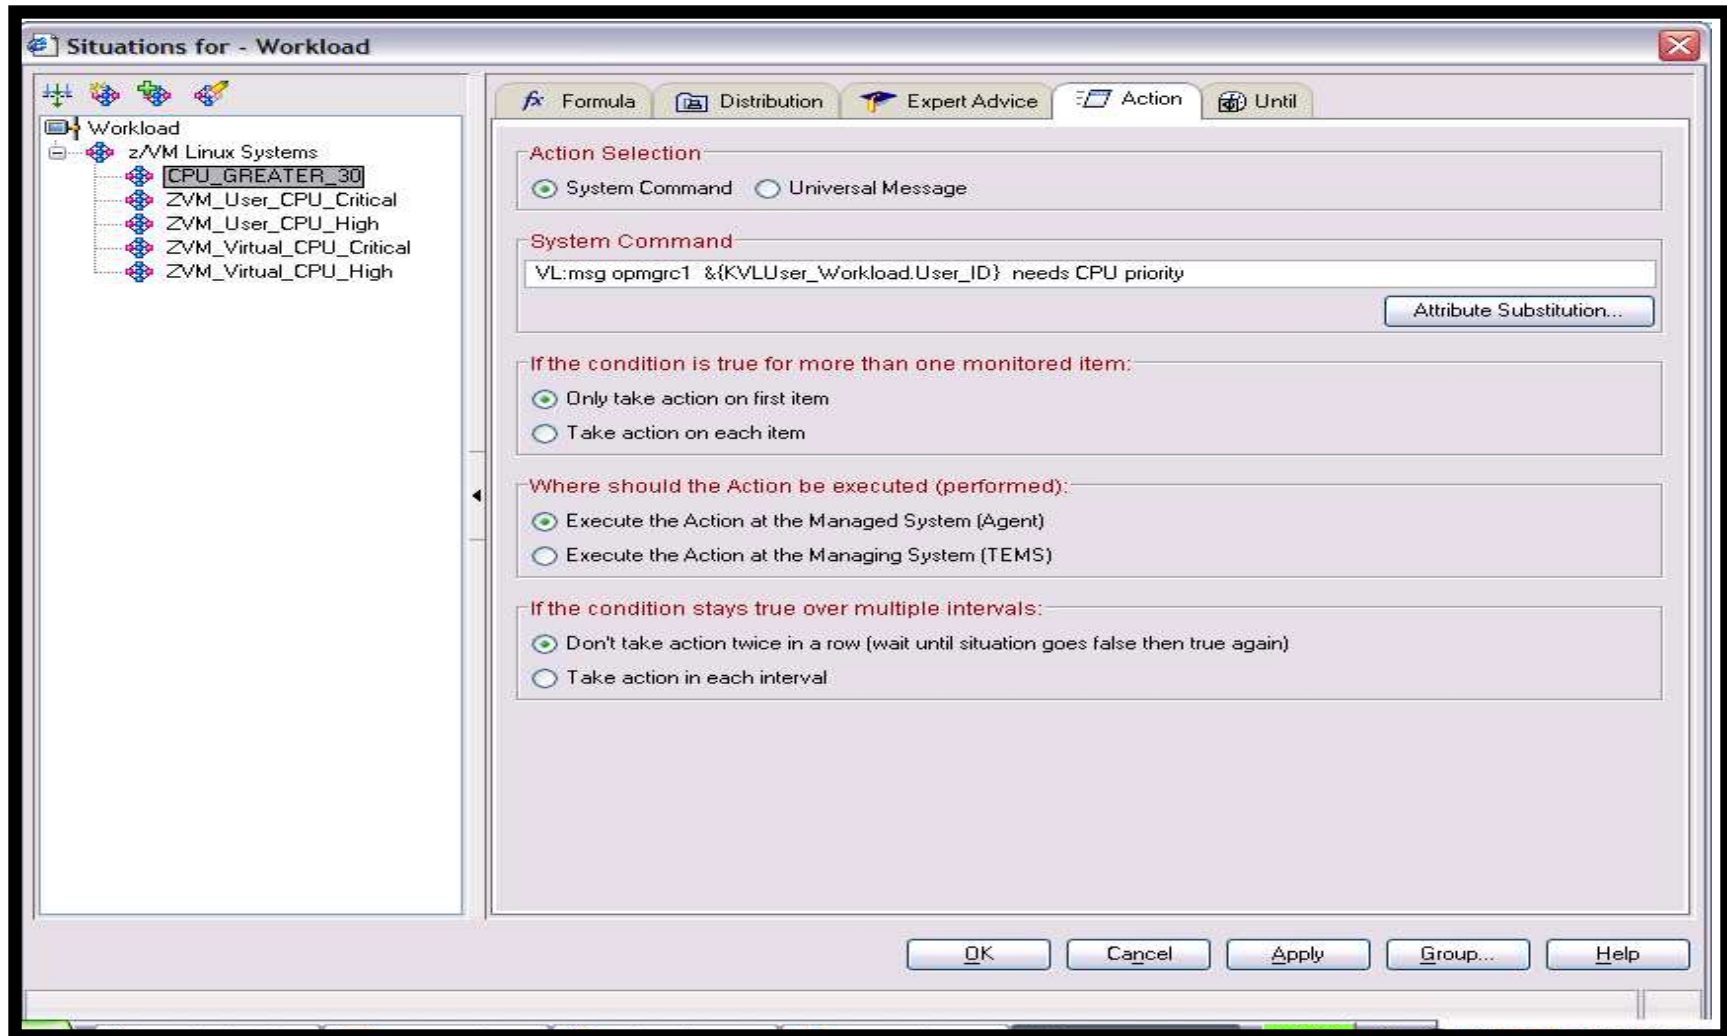 Situations for - Workload
Workload
z/VM Linux Systems
CPU_GREATER_30
ZVM_User_CPU_Critical
ZVM_User_CPU_High
ZVM_Virtual_CPU_Critical
ZVM_Virtual_CPU_High
fx Formula Distribution Expert Advice Action Until
Action Selection
System Command Universal Message
System Command
VL:msg opmgrc1 &{KVLUser_Workload.User_ID} needs CPU priority
Attribute Substitution...
If the condition is true for more than one monitored item:
Only take action on first item
Take action on each item
Where should the Action be executed (performed):
Execute the Action at the Managed System (Agent)
Execute the Action at the Managing System (TEMS)
If the condition stays true over multiple intervals:
Don't take action twice in a row (wait until situation goes false then true again)
Take action in each interval
OK Cancel Apply Group... Help